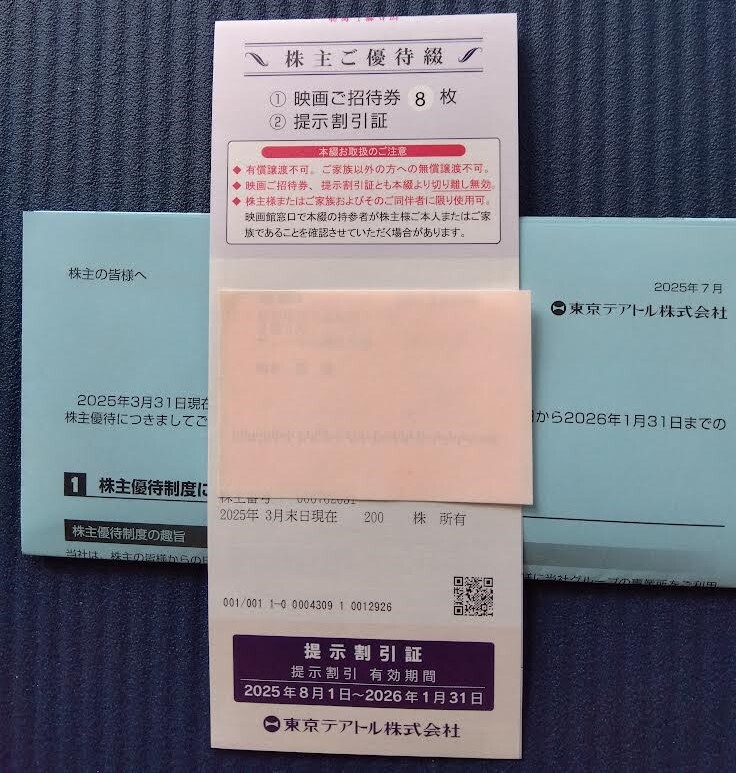 株主ご優待綴
① 映画ご招待券 8 枚
② 提示割引証
本綴お取扱のご注意
◆ 有償譲渡不可。ご家族以外の方への無償譲渡不可。
◆ 映画ご招待券、提示割引証とも本綴より切り離し無効。
◆ 株主様またはご家族およびそのご同伴者に限り使用可。
映画館窓口で本綴の持参者が株主様ご本人またはご家
族であることを確認させていただく場合があります。
株主の皆様へ
2025年7月
東京テアトル株式会社
2025年3月31日現在
から2026年1月31日までの
株主優待につきましてご
1 株主優待制度に
株主優待制度の趣旨
当社は、株主の皆様からの日
に当社グループの事業所をご利用
株主番号
2025年 3月末日現在 200 株 所有
001/001 1-0 0004309 1 0012926
提示割引証
提示割引 有効期間
2025年8月1日～2026年1月31日
東京テアトル株式会社